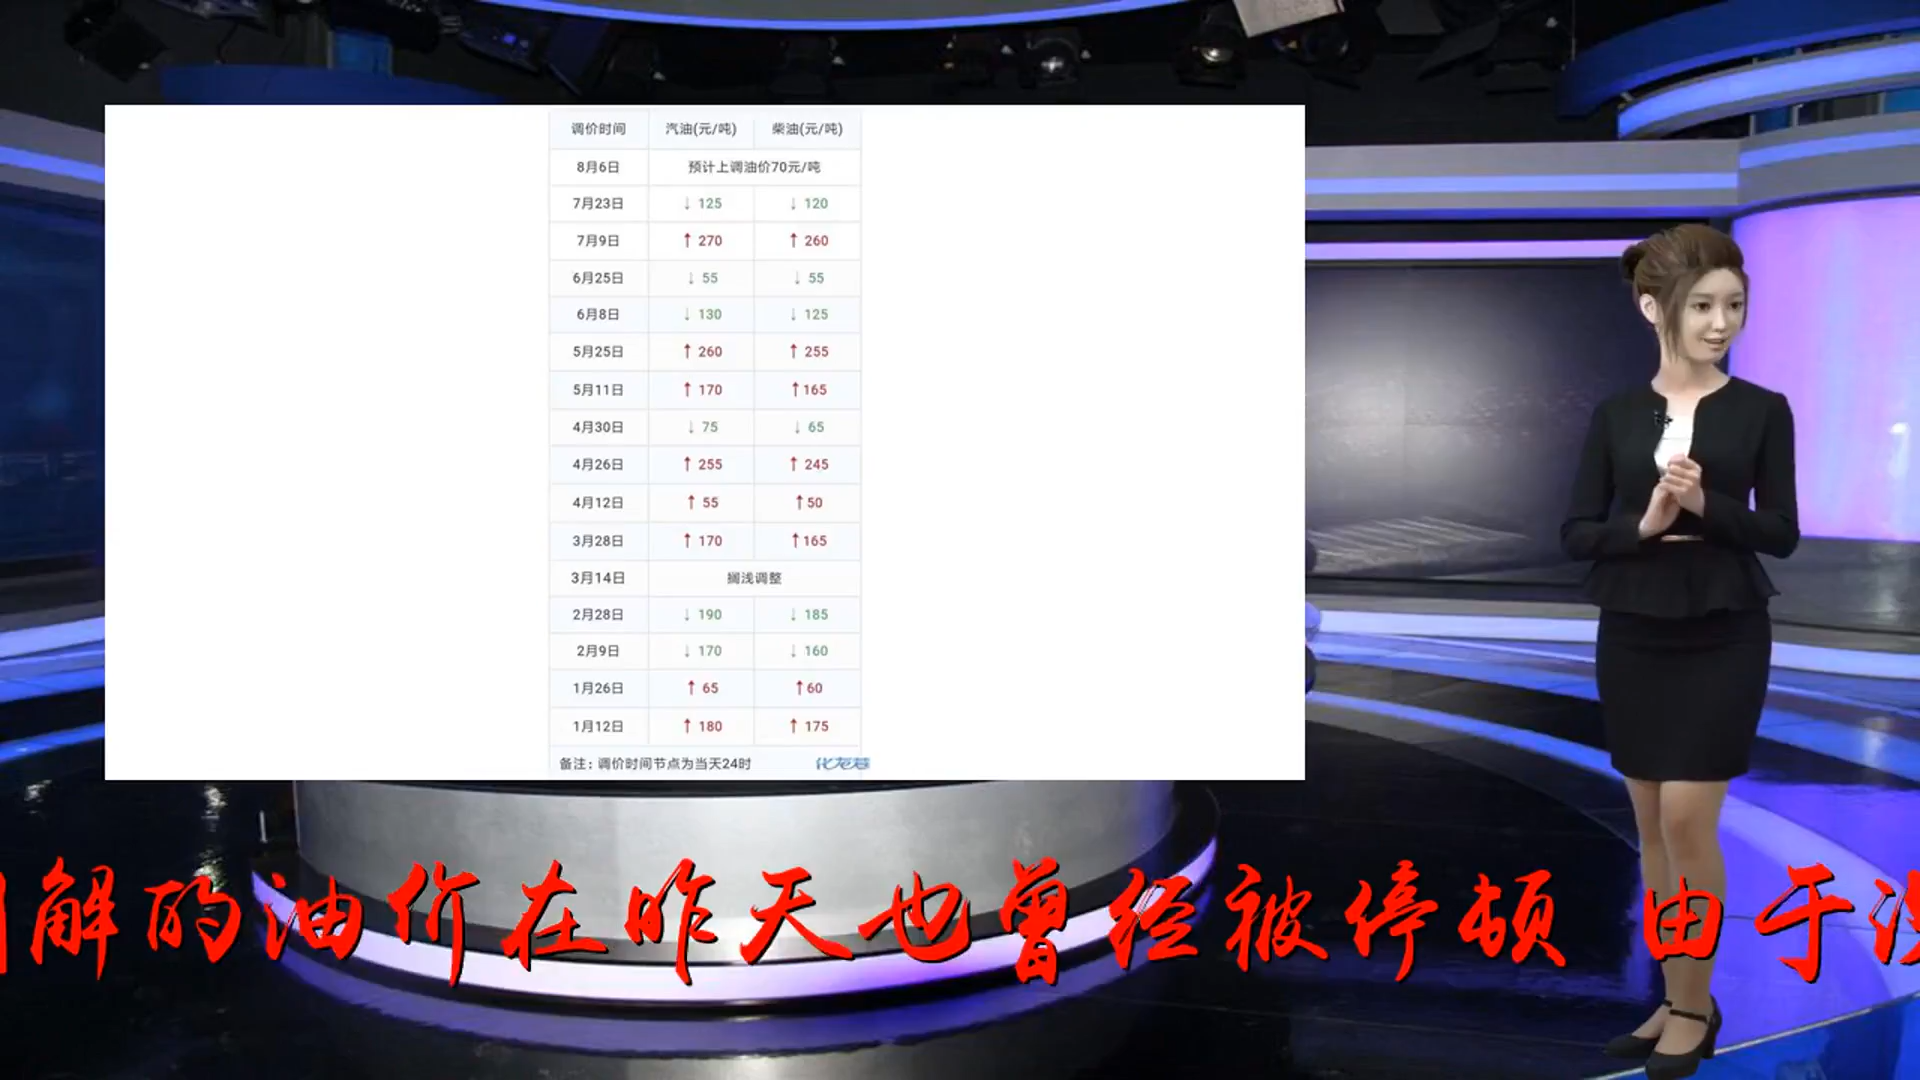 调价时间 汽油(元/吨) 柴油(元/吨)
8月6日 预计上调油价70元/吨
7月23日 ↓ 125 ↓ 120
7月9日 ↑ 270 ↑ 260
6月25日 ↓ 55 ↓ 55
6月8日 ↓ 130 ↓ 125
5月25日 ↑ 260 ↑ 255
5月11日 ↑ 170 ↑165
4月30日 ↓ 75 ↓ 65
4月26日 ↑ 255 ↑ 245
4月12日 ↑ 55 ↑50
3月28日 ↑ 170 ↑165
3月14日 搁浅调整
2月28日 ↓ 190 ↓ 185
2月9日 ↓ 170 ↓ 160
1月26日 ↑ 65 ↑60
1月12日 ↑ 180 ↑ 175
备注：调价时间节点为当天24时
解的油价在昨天也曾经被停顿 由于